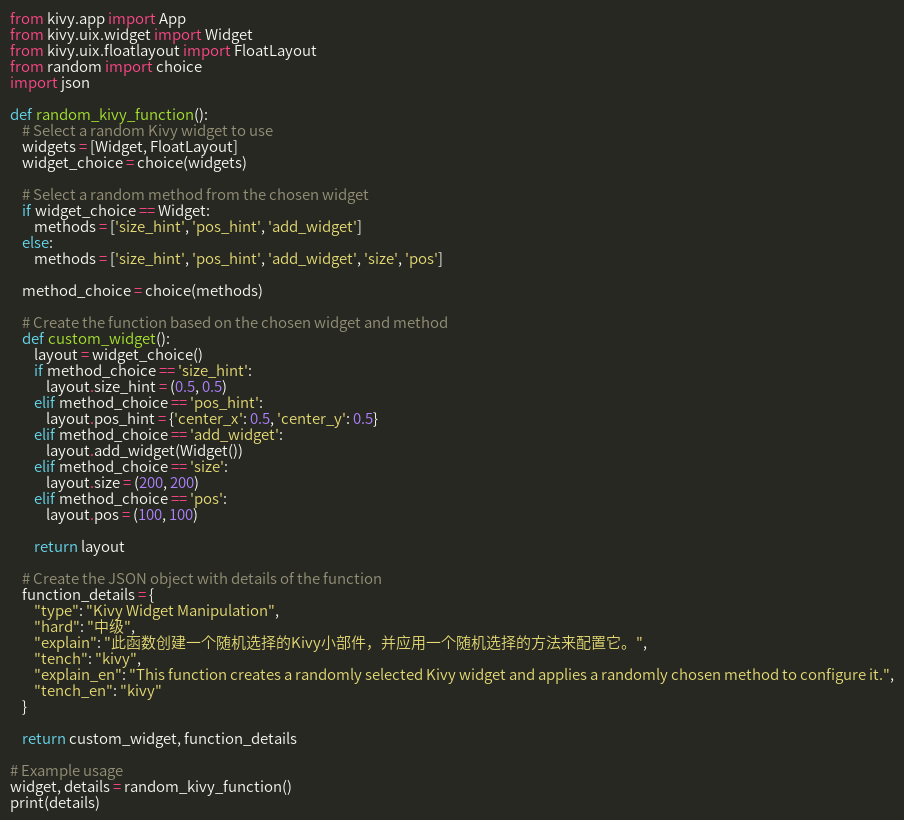 from kivy.app import App
from kivy.uix.widget import Widget
from kivy.uix.floatlayout import FloatLayout
from random import choice
import json

def random_kivy_function():
    # Select a random Kivy widget to use
    widgets = [Widget, FloatLayout]
    widget_choice = choice(widgets)

    # Select a random method from the chosen widget
    if widget_choice == Widget:
        methods = ['size_hint', 'pos_hint', 'add_widget']
    else:
        methods = ['size_hint', 'pos_hint', 'add_widget', 'size', 'pos']

    method_choice = choice(methods)

    # Create the function based on the chosen widget and method
    def custom_widget():
        layout = widget_choice()
        if method_choice == 'size_hint':
            layout.size_hint = (0.5, 0.5)
        elif method_choice == 'pos_hint':
            layout.pos_hint = {'center_x': 0.5, 'center_y': 0.5}
        elif method_choice == 'add_widget':
            layout.add_widget(Widget())
        elif method_choice == 'size':
            layout.size = (200, 200)
        elif method_choice == 'pos':
            layout.pos = (100, 100)

        return layout

    # Create the JSON object with details of the function
    function_details = {
        "type": "Kivy Widget Manipulation",
        "hard": "中级",
        "explain": "此函数创建一个随机选择的Kivy小部件，并应用一个随机选择的方法来配置它。",
        "tench": "kivy",
        "explain_en": "This function creates a randomly selected Kivy widget and applies a randomly chosen method to configure it.",
        "tench_en": "kivy"
    }

    return custom_widget, function_details

# Example usage
widget, details = random_kivy_function()
print(details)